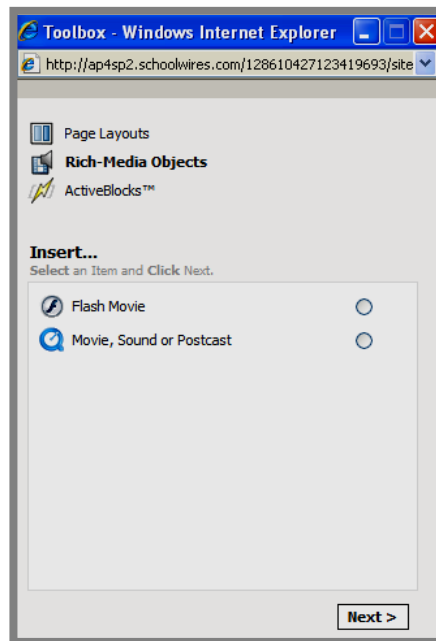 Toolbox - Windows Internet Explorer
http://ap4sp2.schoolwires.com/128610427123419693/site
Page Layouts
Rich-Media Objects
ActiveBlocks™
Insert...
Select an Item and Click Next.
Flash Movie
Movie, Sound or Postcast
Next >